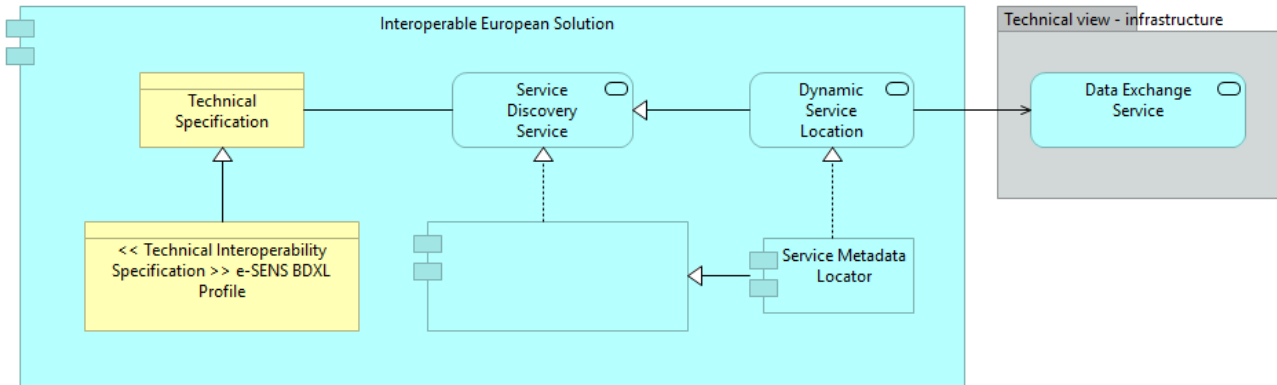 Interoperable European Solution
Technical view - infrastructure
Technical
Specification
Service
Discovery
Service
Dynamic
Service
Location
Data Exchange
Service
<< Technical Interoperability
Specification >> e-SENS BDXL
Profile
Service Metadata
Locator